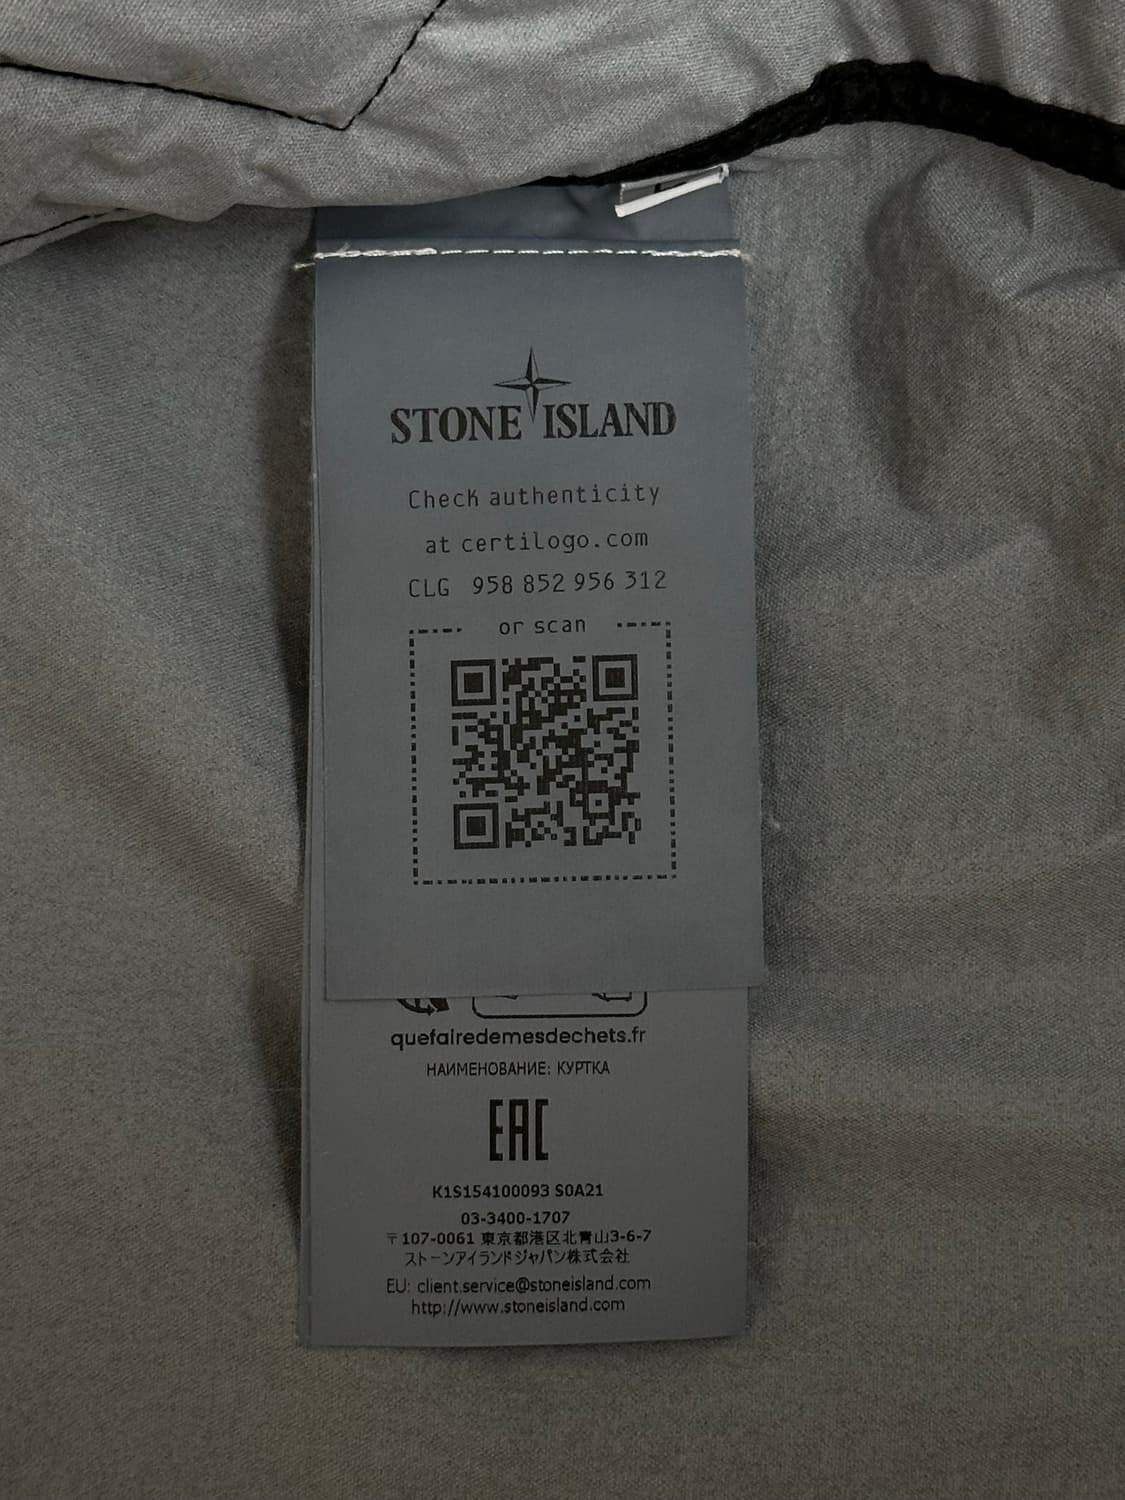 STONE ISLAND
Check authenticity
at certilogo.com
CLG 958 852 956 312
or scan
quefairedemesdechets.fr
НАИМЕНОВАНИЕ: КУРТКА
EAC
K1S154100093 S0A21
03-3400-1707
〒107-0061 東京都港区北青山3-6-7
ストーンアイランドジャパン株式会社
EU: client.service@stoneisland.com
http://www.stoneisland.com